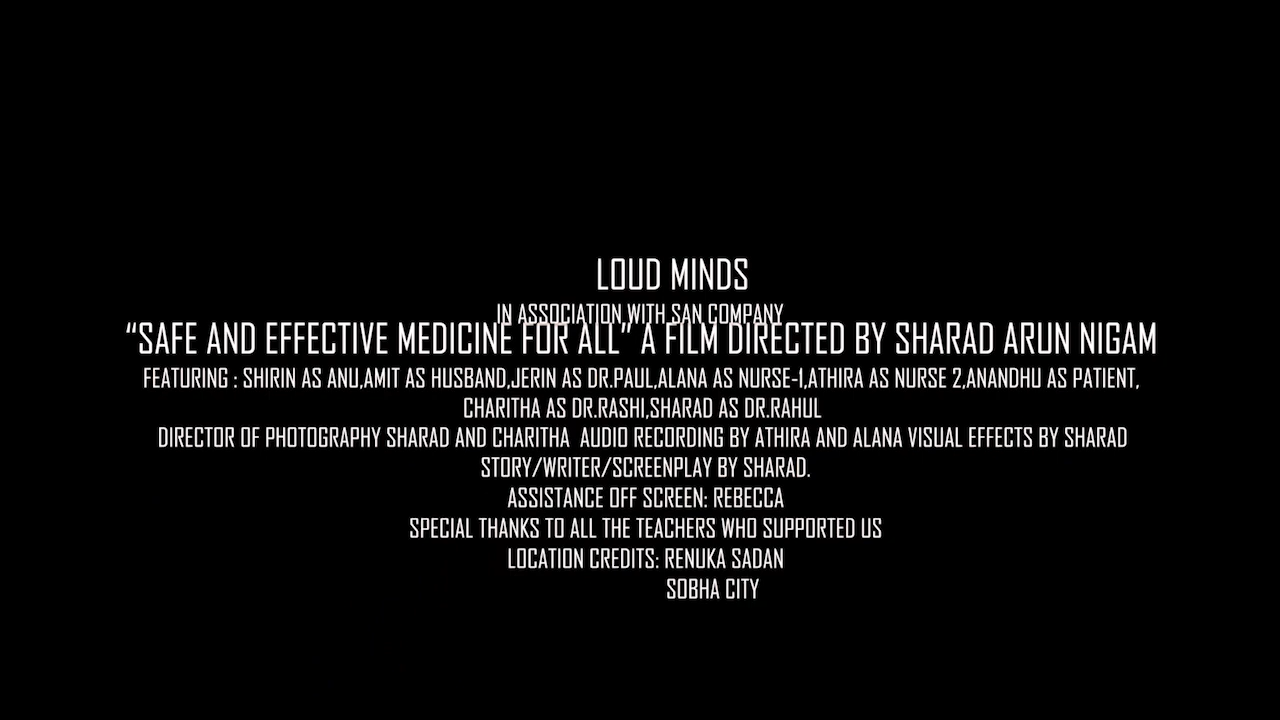 LOUD MINDS
IN ASSOCIATION WITH SAN COMPANY
“SAFE AND EFFECTIVE MEDICINE FOR ALL” A FILM DIRECTED BY SHARAD ARUN NIGAM
FEATURING : SHIRIN AS ANU,AMIT AS HUSBAND,JERIN AS DR.PAUL,ALANA AS NURSE-1,ATHIRA AS NURSE 2,ANANDHU AS PATIENT,
CHARITHA AS DR.RASHI,SHARAD AS DR.RAHUL
DIRECTOR OF PHOTOGRAPHY SHARAD AND CHARITHA  AUDIO RECORDING BY ATHIRA AND ALANA VISUAL EFFECTS BY SHARAD
STORY/WRITER/SCREENPLAY BY SHARAD.
ASSISTANCE OFF SCREEN: REBECCA
SPECIAL THANKS TO ALL THE TEACHERS WHO SUPPORTED US
LOCATION CREDITS: RENUKA SADAN
SOBHA CITY